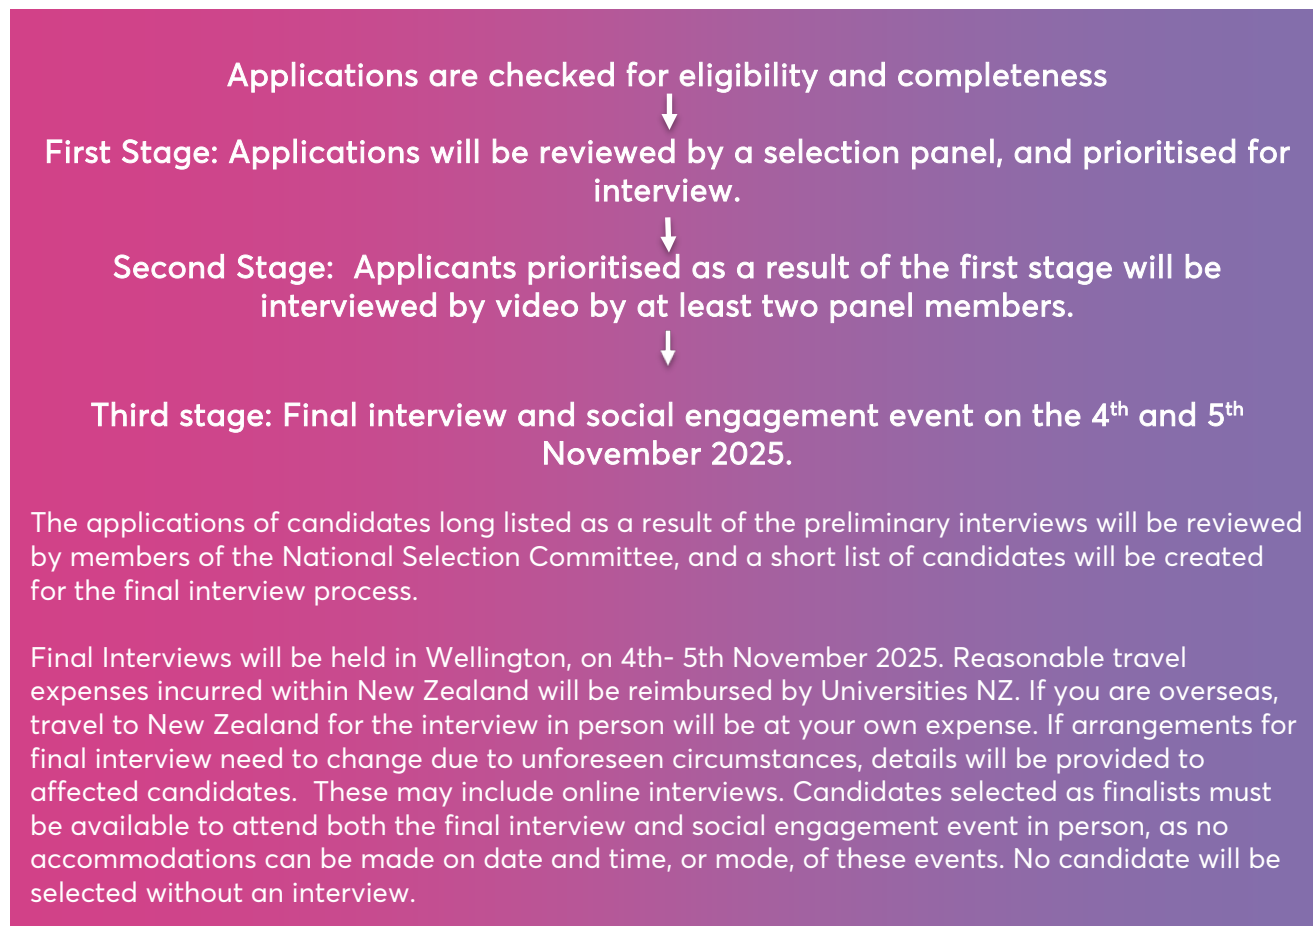 Applications are checked for eligibility and completeness
First Stage: Applications will be reviewed by a selection panel, and prioritised for
interview.
Second Stage:  Applicants prioritised as a result of the first stage will be
interviewed by video by at least two panel members.
Third stage: Final interview and social engagement event on the 4th and 5th
November 2025.
The applications of candidates long listed as a result of the preliminary interviews will be reviewed
by members of the National Selection Committee, and a short list of candidates will be created
for the final interview process.
Final Interviews will be held in Wellington, on 4th- 5th November 2025. Reasonable travel
expenses incurred within New Zealand will be reimbursed by Universities NZ. If you are overseas,
travel to New Zealand for the interview in person will be at your own expense. If arrangements for
final interview need to change due to unforeseen circumstances, details will be provided to
affected candidates.  These may include online interviews. Candidates selected as finalists must
be available to attend both the final interview and social engagement event in person, as no
accommodations can be made on date and time, or mode, of these events. No candidate will be
selected without an interview.